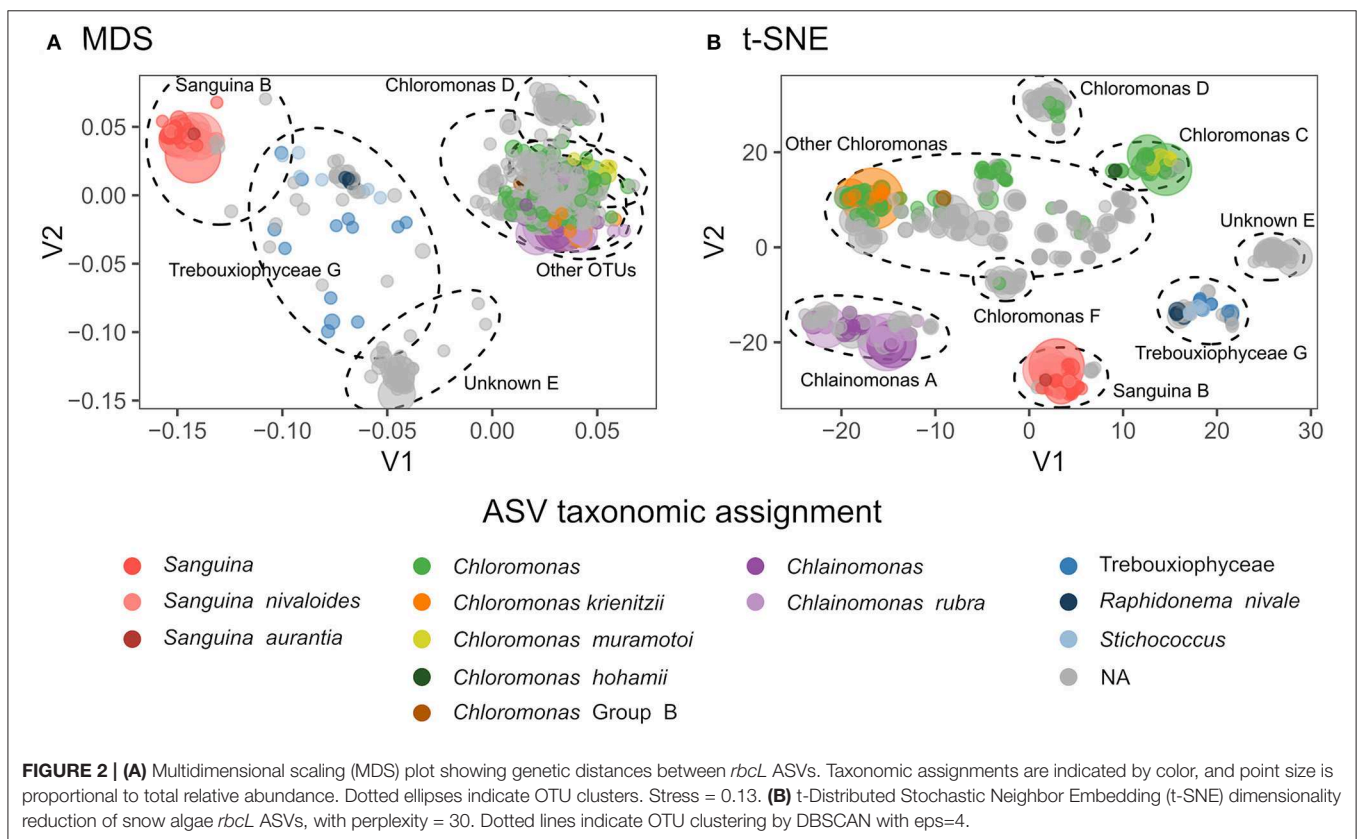 A MDS
Sanguina B
Chloromonas D
Trebouxiophyceae G
Other OTUs
Unknown E
0.05
0.00
−0.05
−0.10
−0.15
V2
−0.15
−0.10
−0.05
0.00
0.05
V1
B t-SNE
Chloromonas D
Other Chloromonas
Chloromonas C
Unknown E
Chloromonas F
Trebouxiophyceae G
Chlainomonas A
Sanguina B
20
0
−20
V2
−20
−10
0
10
20
30
V1
ASV taxonomic assignment
Sanguina
Sanguina nivaloides
Sanguina aurantia
Chloromonas
Chloromonas krienitzii
Chloromonas muramotoi
Chloromonas hohamii
Chloromonas Group B
Chlainomonas
Chlainomonas rubra
Trebouxiophyceae
Raphidonema nivale
Stichococcus
NA
FIGURE 2 | (A) Multidimensional scaling (MDS) plot showing genetic distances between rbcL ASVs. Taxonomic assignments are indicated by color, and point size is
proportional to total relative abundance. Dotted ellipses indicate OTU clusters. Stress = 0.13. (B) t-Distributed Stochastic Neighbor Embedding (t-SNE) dimensionality
reduction of snow algae rbcL ASVs, with perplexity = 30. Dotted lines indicate OTU clustering by DBSCAN with eps=4.